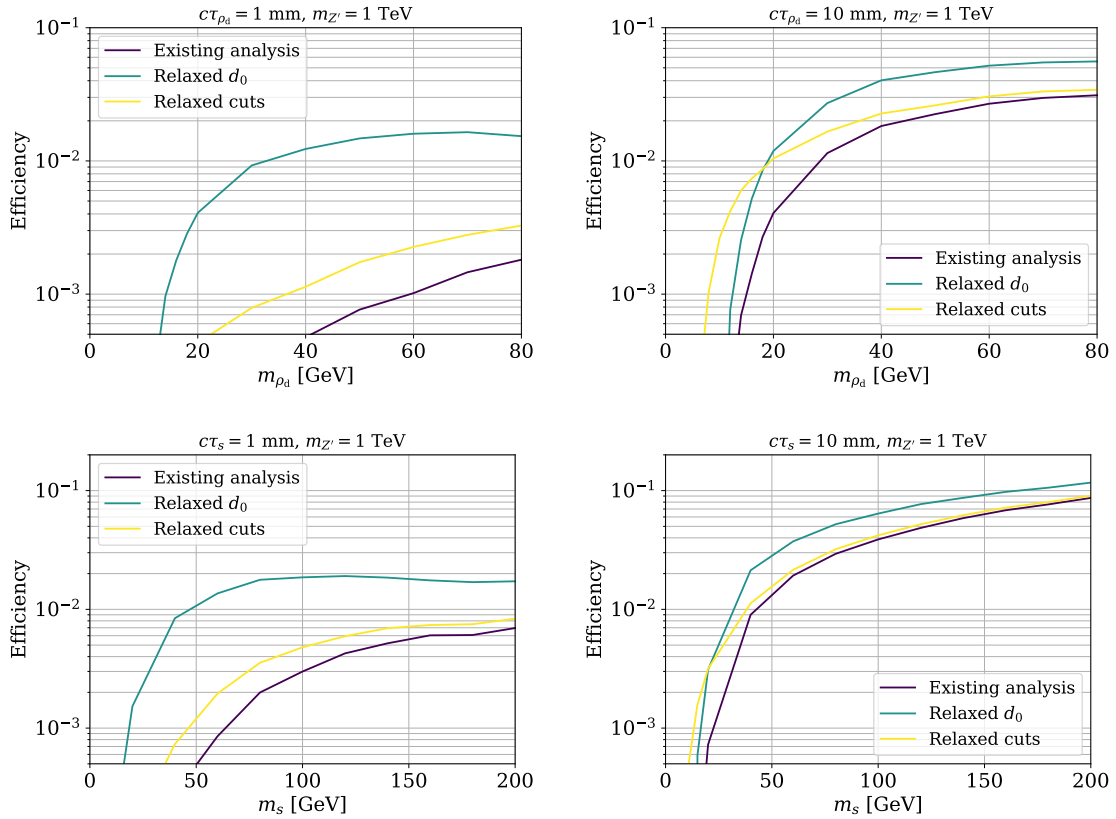 cτ_ρd = 1 mm, m_Z′ = 1 TeV
10⁻¹
10⁻²
10⁻³
Efficiency
Existing analysis
Relaxed d₀
Relaxed cuts
0 20 40 60 80
m_ρd [GeV]
cτ_ρd = 10 mm, m_Z′ = 1 TeV
10⁻¹
10⁻²
10⁻³
Efficiency
Existing analysis
Relaxed d₀
Relaxed cuts
0 20 40 60 80
m_ρd [GeV]
cτ_s = 1 mm, m_Z′ = 1 TeV
10⁻¹
10⁻²
10⁻³
Efficiency
Existing analysis
Relaxed d₀
Relaxed cuts
0 50 100 150 200
m_s [GeV]
cτ_s = 10 mm, m_Z′ = 1 TeV
10⁻¹
10⁻²
10⁻³
Efficiency
Existing analysis
Relaxed d₀
Relaxed cuts
0 50 100 150 200
m_s [GeV]